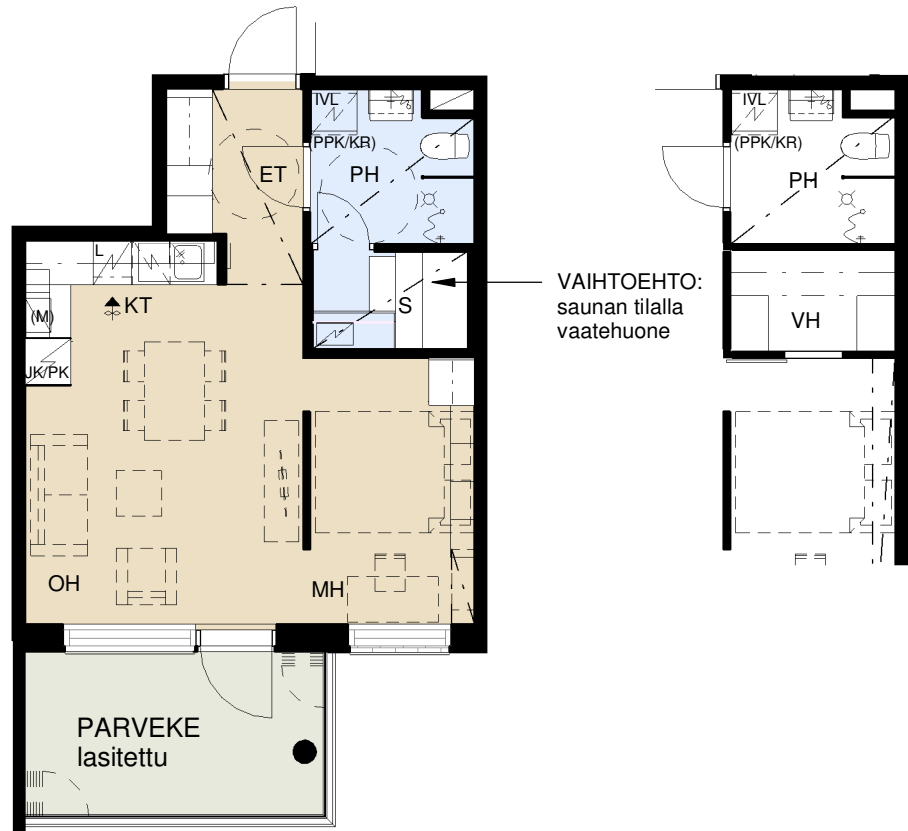 IVL
(PPK/KR)
ET
PH
L
KT
S
(M)
JK/PK
OH
MH
PARVEKE
lasitettu
VAIHTOEHTO:
saunan tilalla
vaatehuone
IVL
(PPK/KR)
PH
VH